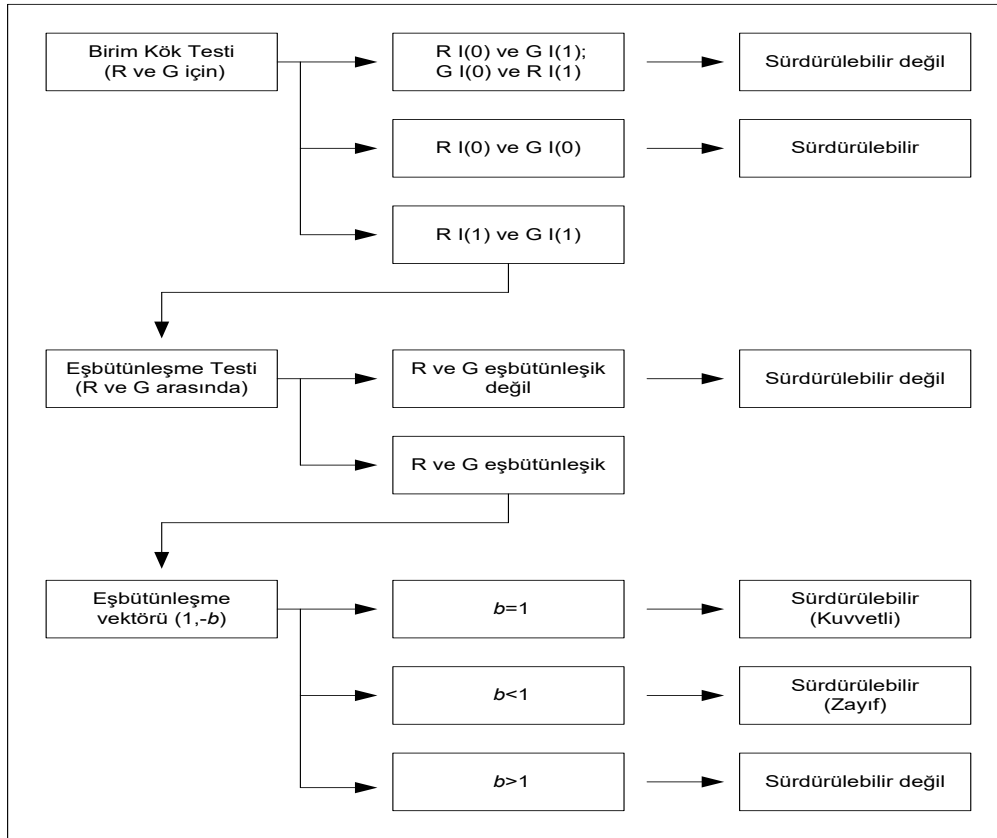 Birim Kök Testi
(R ve G için)
R I(0) ve G I(1);
G I(0) ve R I(1)
Sürdürülebilir değil
R I(0) ve G I(0)
Sürdürülebilir
R I(1) ve G I(1)
Eşbütünleşme Testi
(R ve G arasında)
R ve G eşbütünleşik
değil
Sürdürülebilir değil
R ve G eşbütünleşik
Eşbütünleşme
vektörü (1,-b)
b=1
Sürdürülebilir
(Kuvvetli)
b<1
Sürdürülebilir
(Zayıf)
b>1
Sürdürülebilir değil